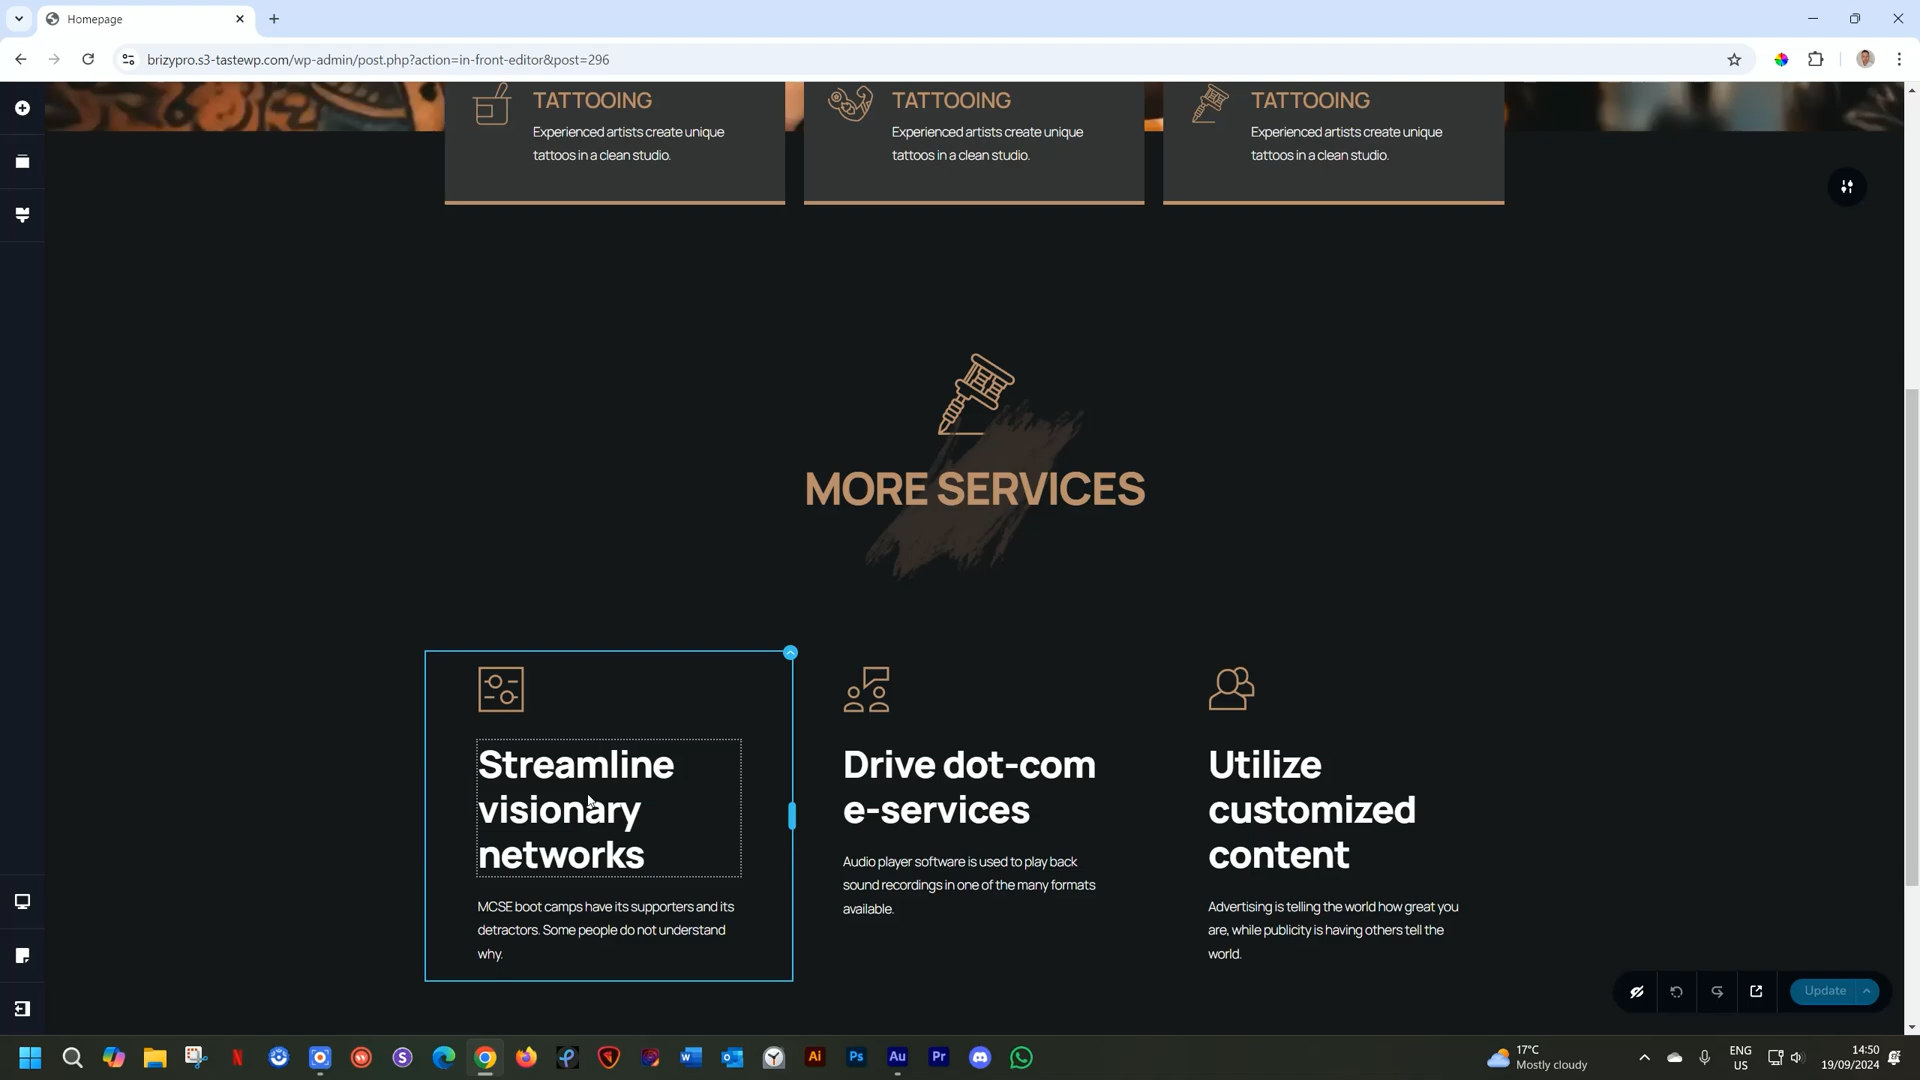 Homepage
brizypro.s3-tastewp.com/wp-admin/post.php?action=in-front-editor&post=296
TATTOOING
Experienced artists create unique
tattoos in a clean studio.
TATTOOING
Experienced artists create unique
tattoos in a clean studio.
TATTOOING
Experienced artists create unique
tattoos in a clean studio.
MORE SERVICES
Streamline
visionary
networks
MCSE boot camps have its supporters and its
detractors. Some people do not understand
why.
Drive dot-com
e-services
Audio player software is used to play back
sound recordings in one of the many formats
available.
Utilize
customized
content
Advertising is telling the world how great you
are, while publicity is having others tell the
world.
Update
17°C
Mostly cloudy
ENG
US
14:50
19/09/2024